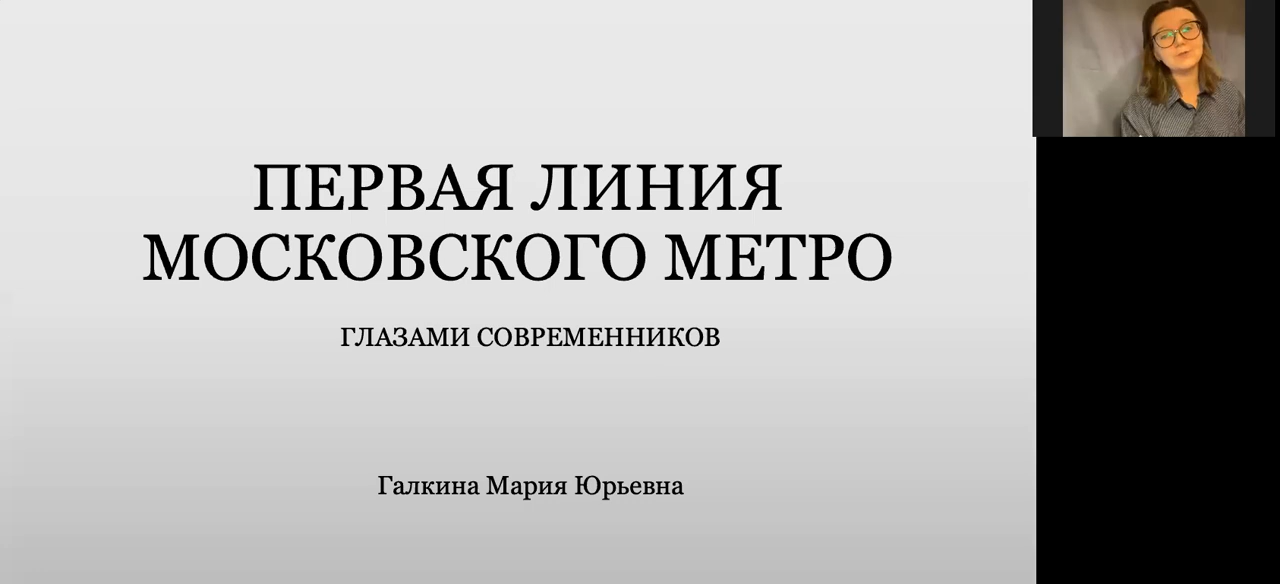 ПЕРВАЯ ЛИНИЯ
МОСКОВСКОГО МЕТРО
ГЛАЗАМИ СОВРЕМЕННИКОВ
Галкина Мария Юрьевна